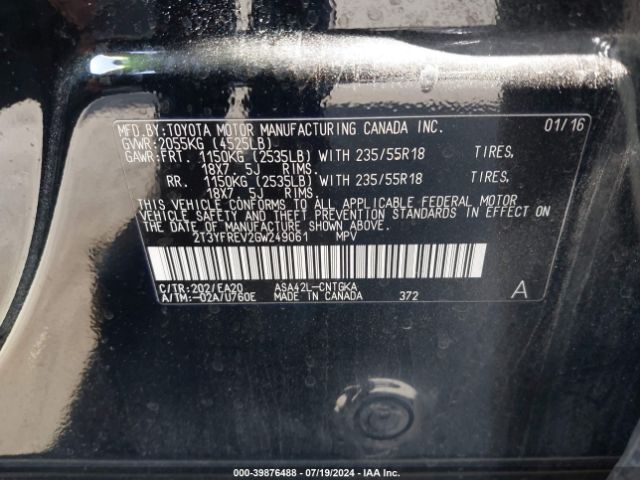 MFD. BY:TOYOTA MOTOR MANUFACTURING CANADA INC. 01/16
GVWR: 2055KG (4525LB)
GAWR:FRT. 1150KG (2535LB) WITH 235/55R18 TIRES,
18X7 5J RIMS.
RR. 1150KG (2535LB) WITH 235/55R18 TIRES,
18X7 5J RIMS.
THIS VEHICLE CONFORMS TO ALL APPLICABLE FEDERAL MOTOR
VEHICLE SAFETY AND THEFT PREVENTION STANDARDS IN EFFECT ON
THE DATE OF MANUFACTURE SHOWN ABOVE.
2T3YFREV2GW249061 MPV
C/TR:202/EA20 ASA42L-CNTGKA
A/TM:-02A/U760E MADE IN CANADA 372 A
000-39876488 - 07/19/2024 - IAA Inc.